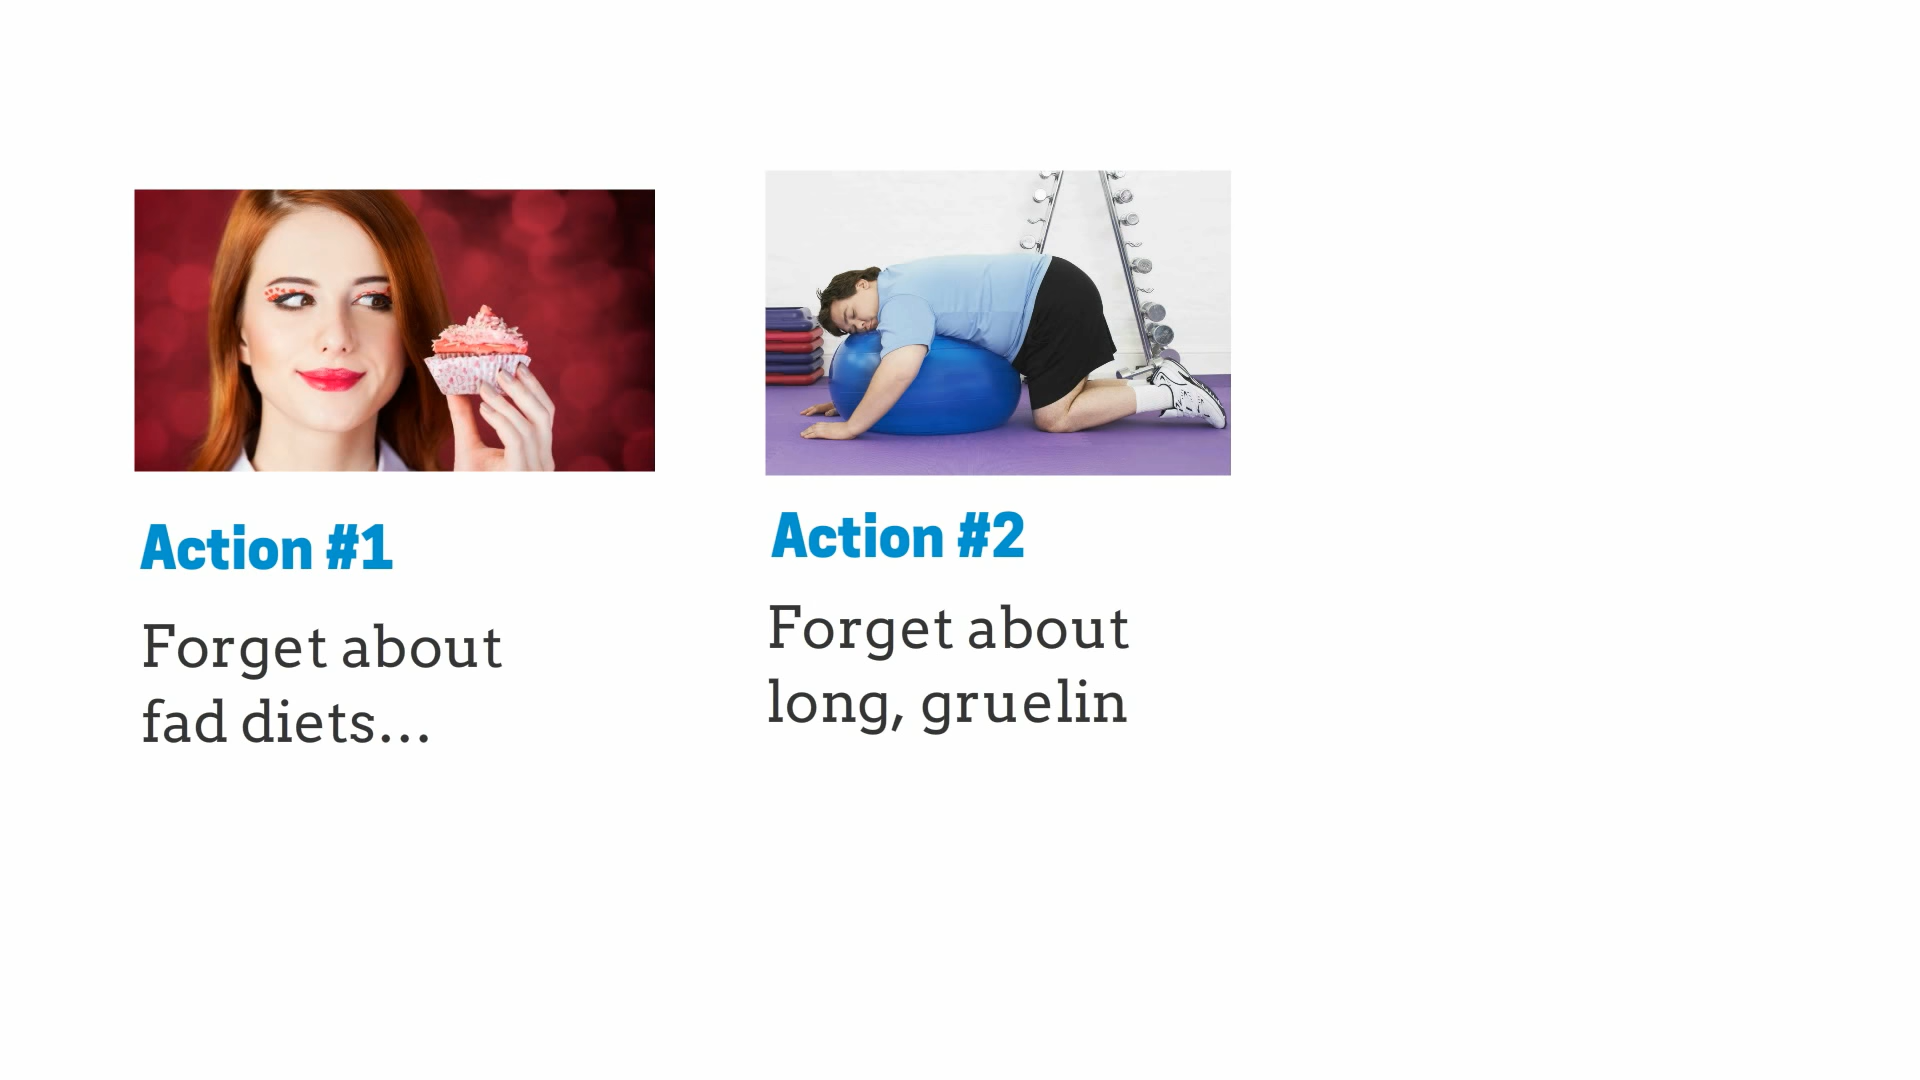 Action #1
Forget about
fad diets...
Action #2
Forget about
long, gruelin